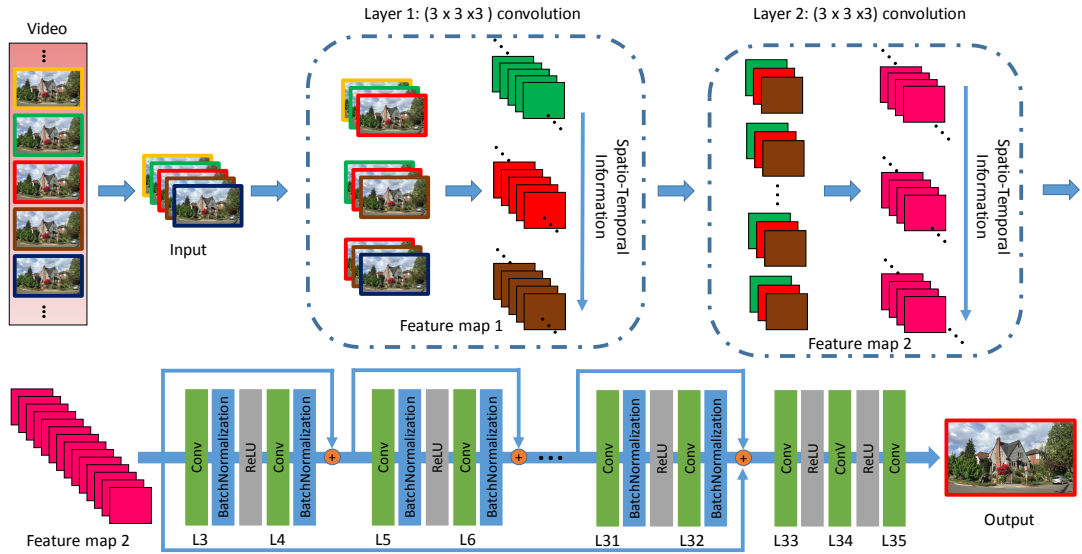 Video
Layer 1: (3 x 3 x3 ) convolution
Layer 2: (3 x 3 x3) convolution
Input
Spatio-Temporal
Information
Feature map 1
Spatio-Temporal
Information
Feature map 2
Conv
BatchNormalization
ReLU
Conv
BatchNormalization
+
Conv
BatchNormalization
ReLU
Conv
BatchNormalization
+
Conv
BatchNormalization
ReLU
Conv
BatchNormalization
+
Conv
ReLU
ConV
ReLU
Conv
Feature map 2
L3
L4
L5
L6
L31
L32
L33
L34
L35
Output